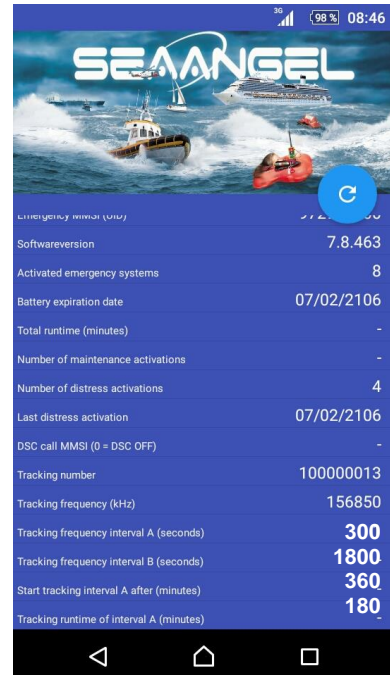 3G 98 % 08:46
SEAANGEL
Emergency MMSI (UID)
Softwareversion 7.8.463
Activated emergency systems 8
Battery expiration date 07/02/2106
Total runtime (minutes) -
Number of maintenance activations -
Number of distress activations 4
Last distress activation 07/02/2106
DSC call MMSI (0 = DSC OFF) -
Tracking number 100000013
Tracking frequency (kHz) 156850
Tracking frequency interval A (seconds) 300
Tracking frequency interval B (seconds) 1800-
Start tracking interval A after (minutes) 360-
Tracking runtime of interval A (minutes) 180-